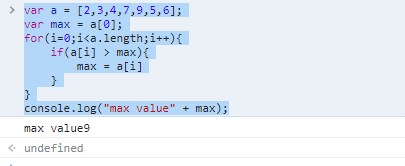 var a = [2,3,4,7,9,5,6];
var max = a[0];
for(i=0;i<a.length;i++){
    if(a[i] > max){
        max = a[i]
    }
}
console.log("max value" + max);
max value9
undefined